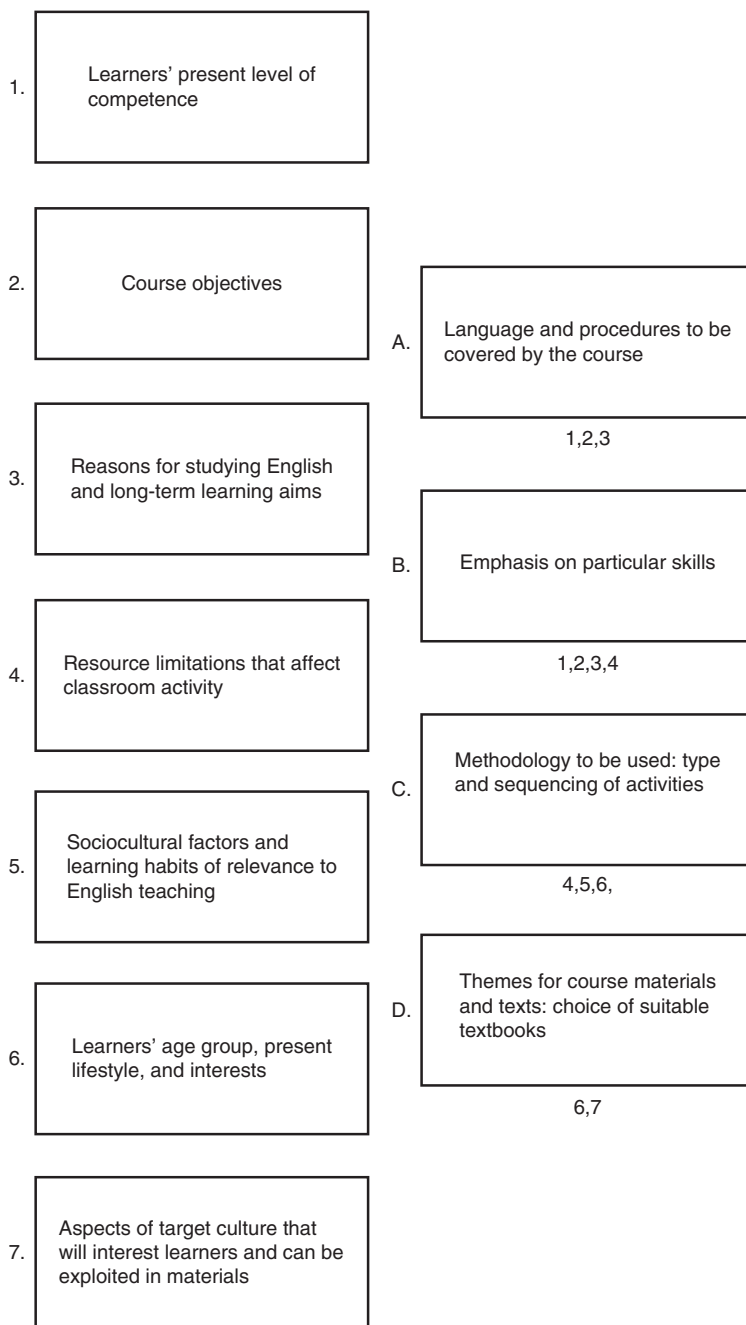 1.
Learners’ present level of
competence
2.
Course objectives
3.
Reasons for studying English
and long-term learning aims
4.
Resource limitations that affect
classroom activity
5.
Sociocultural factors and
learning habits of relevance to
English teaching
6.
Learners’ age group, present
lifestyle, and interests
7.
Aspects of target culture that
will interest learners and can be
exploited in materials
A.
Language and procedures to be
covered by the course
1,2,3
B.
Emphasis on particular skills
1,2,3,4
C.
Methodology to be used: type
and sequencing of activities
4,5,6,
D.
Themes for course materials
and texts: choice of suitable
textbooks
6,7